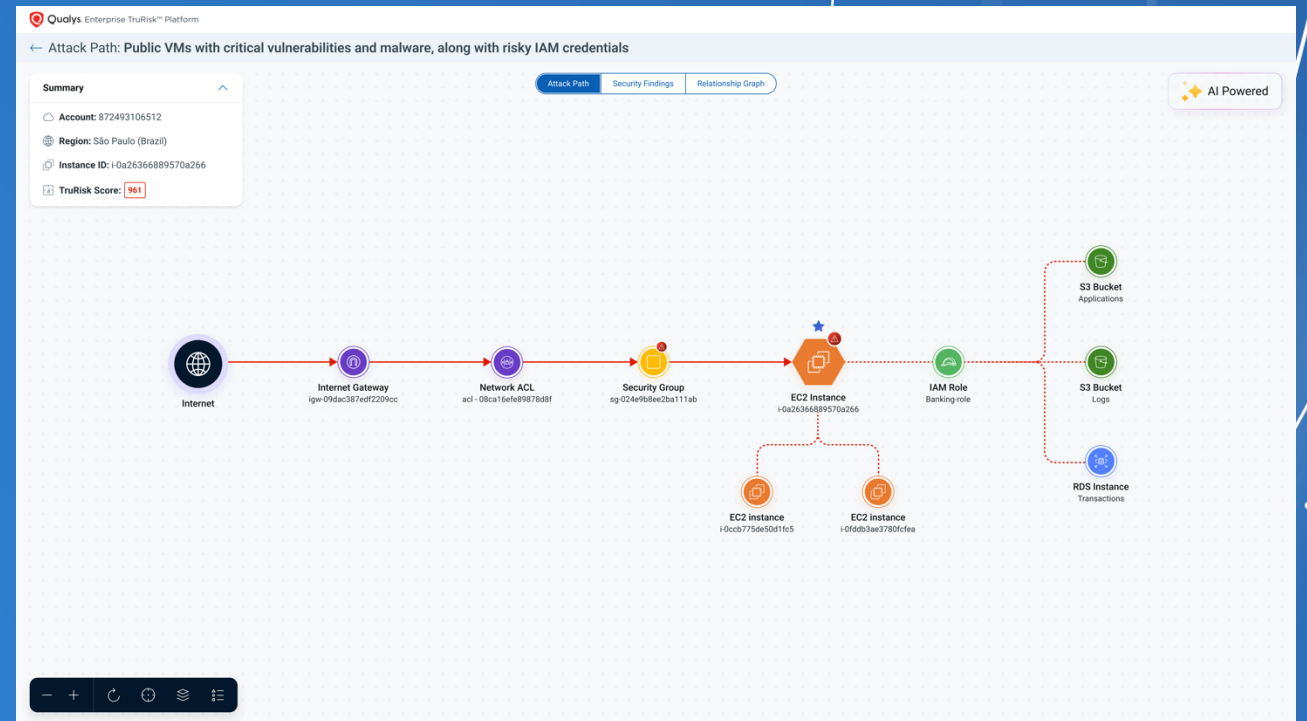 Qualys. Enterprise TruRisk™ Platform
← Attack Path: Public VMs with critical vulnerabilities and malware, along with risky IAM credentials
Summary
Account: 872493106512
Region: São Paulo (Brazil)
Instance ID: i-0a26366889570a266
TruRisk Score: 961
Attack Path
Security Findings
Relationship Graph
AI Powered
Internet
Internet Gateway
igw-09dac387edf2209cc
Network ACL
acl - 08ca16efe89878d8f
Security Group
sg-024e9b8ee2ba111ab
EC2 Instance
i-0a26366889570a266
IAM Role
Banking-role
S3 Bucket
Applications
S3 Bucket
Logs
RDS Instance
Transactions
EC2 instance
i-0ccb775de50d1fc5
EC2 instance
i-0fddb3ae3780fcfea